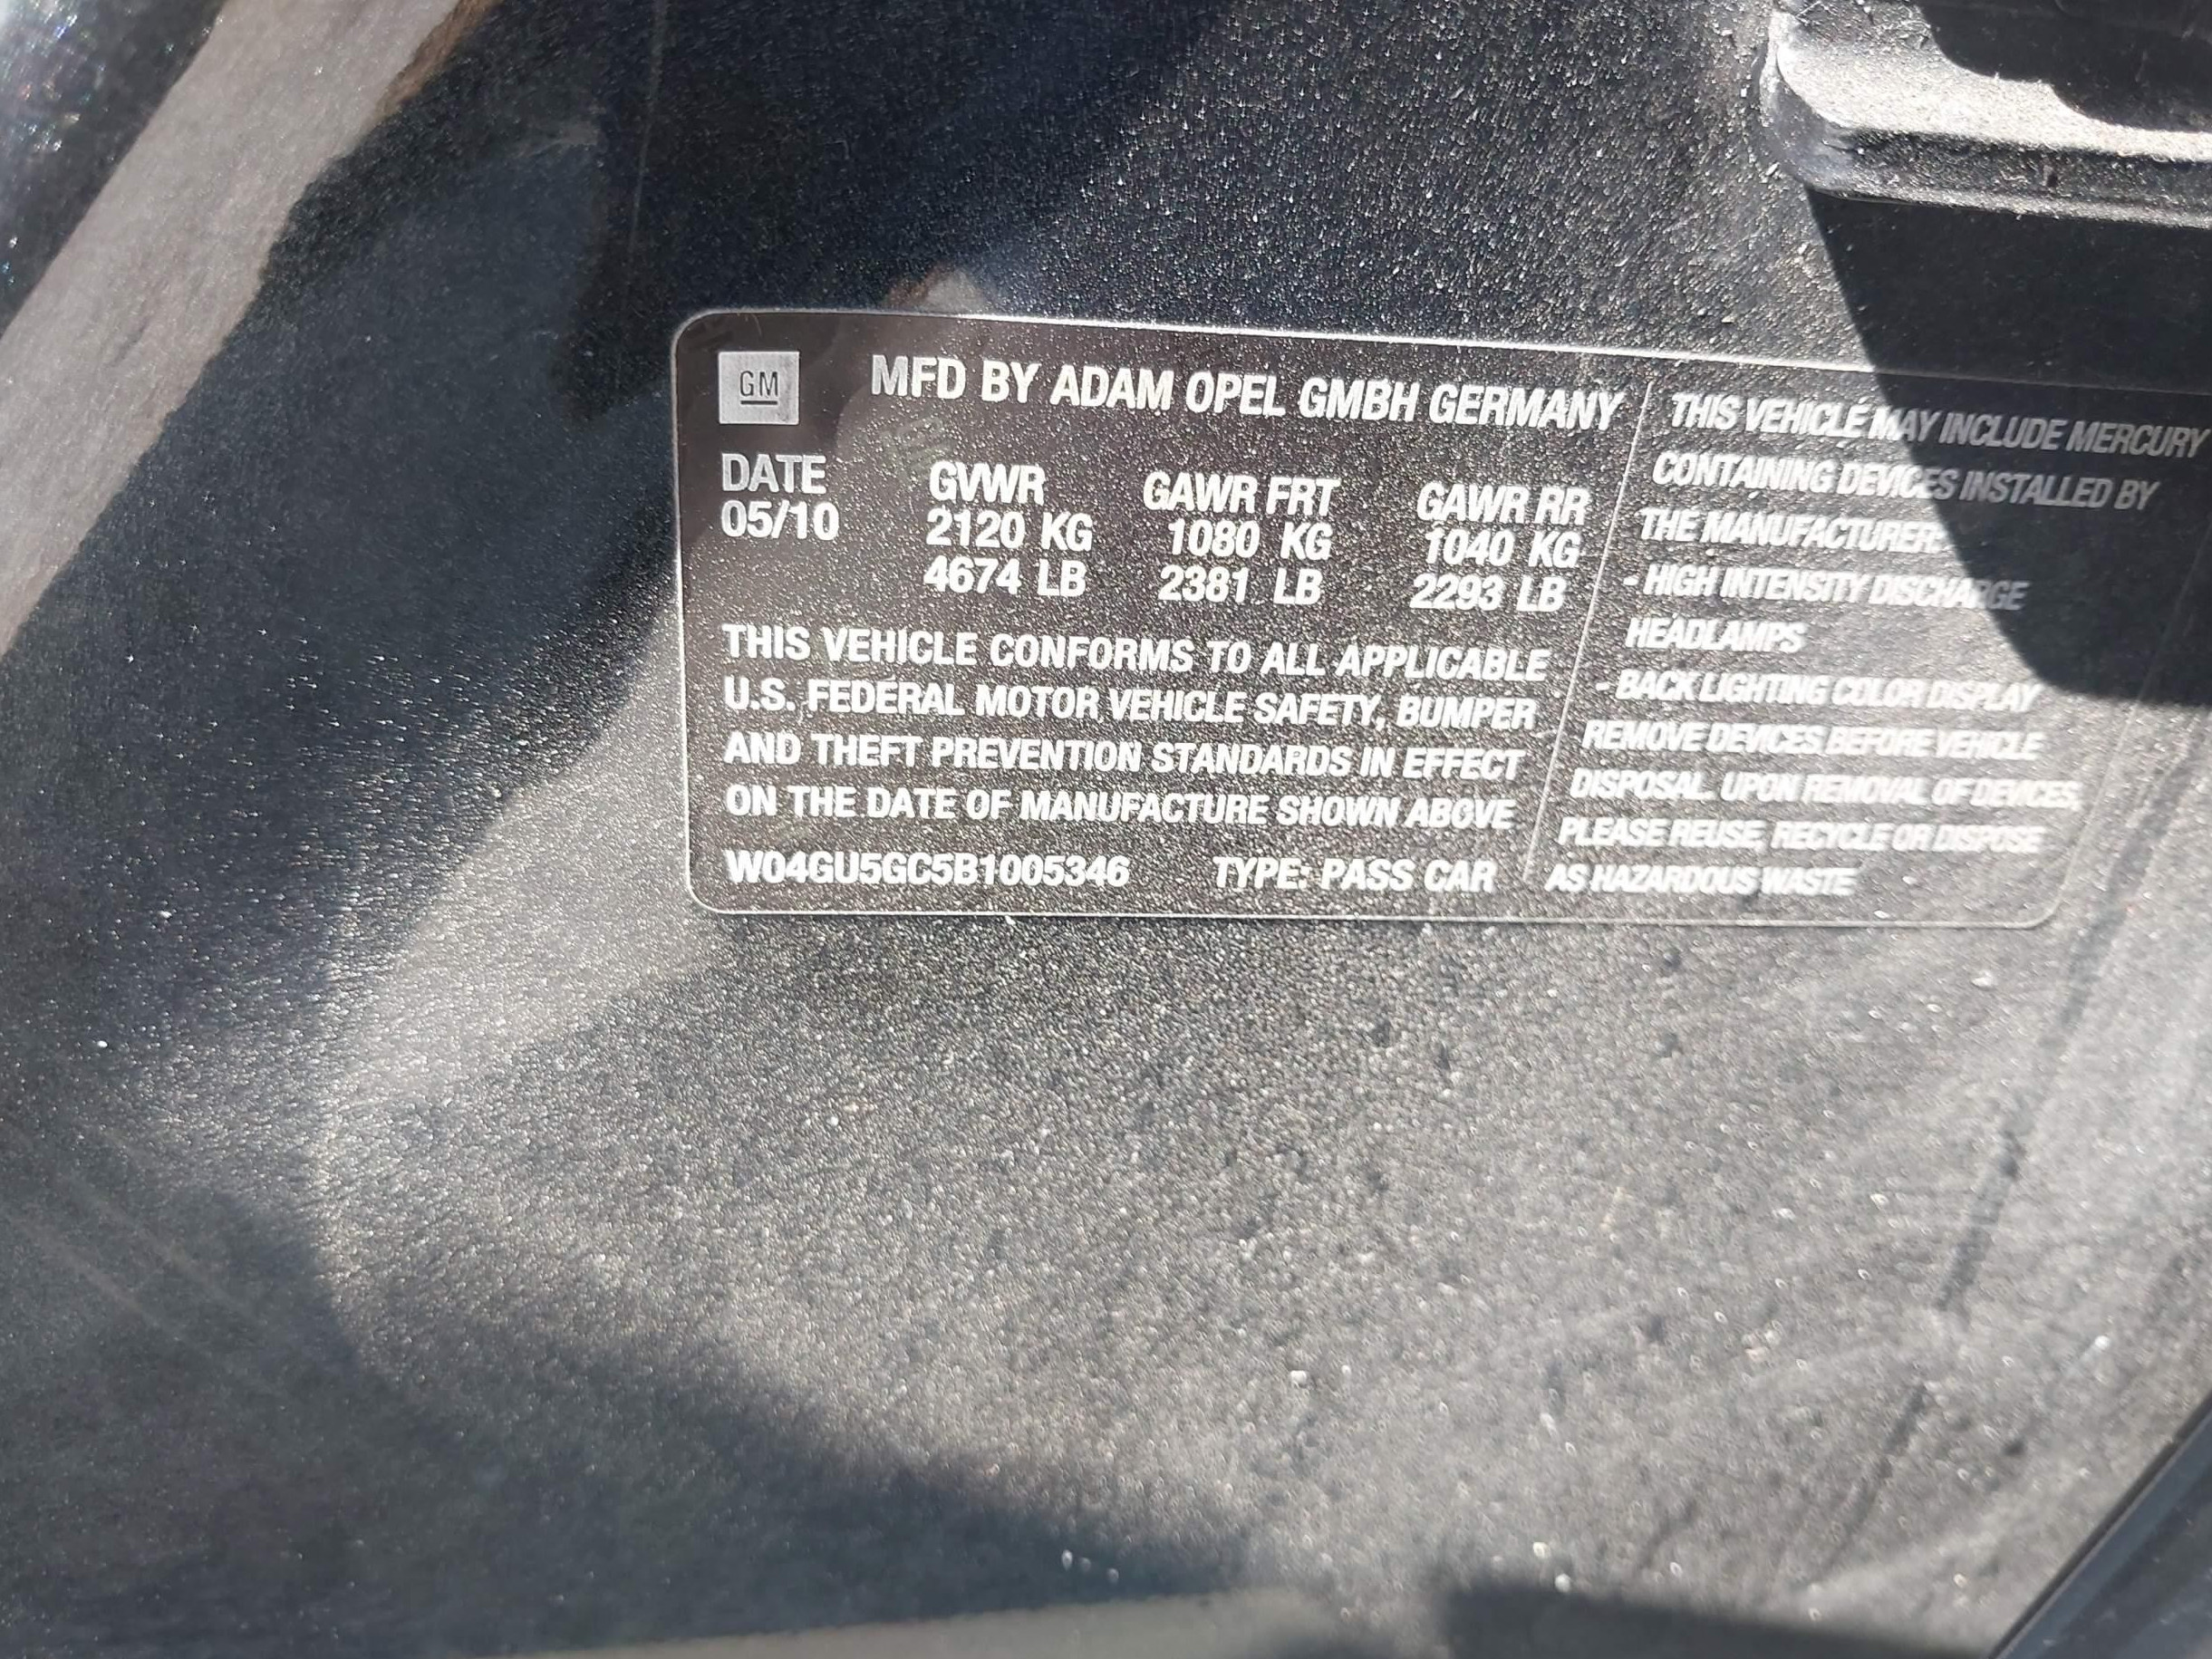 GM
MFD BY ADAM OPEL GMBH GERMANY
DATE GVWR GAWR FRT GAWR RR
05/10 2120 KG 1080 KG 1040 KG
4674 LB 2381 LB 2293 LB
THIS VEHICLE CONFORMS TO ALL APPLICABLE
U.S. FEDERAL MOTOR VEHICLE SAFETY, BUMPER
AND THEFT PREVENTION STANDARDS IN EFFECT
ON THE DATE OF MANUFACTURE SHOWN ABOVE
W04GU5GC5B1005346 TYPE: PASS CAR
THIS VEHICLE MAY INCLUDE MERCURY
CONTAINING DEVICES INSTALLED BY
THE MANUFACTURER:
- HIGH INTENSITY DISCHARGE
HEADLAMPS
- BACK LIGHTING COLOR DISPLAY
REMOVE DEVICES BEFORE VEHICLE
DISPOSAL. UPON REMOVAL OF DEVICES,
PLEASE REUSE, RECYCLE OR DISPOSE
AS HAZARDOUS WASTE